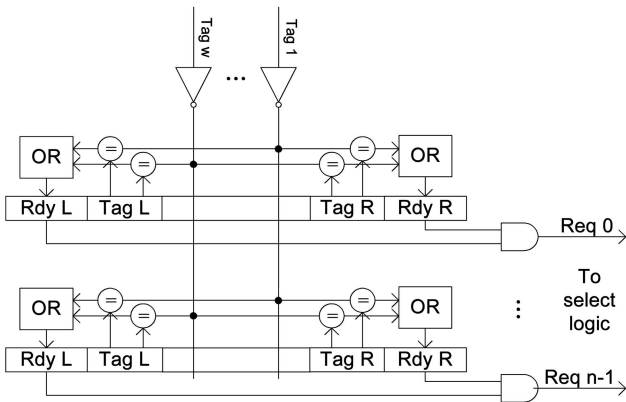 Tag w
...
Tag 1
OR
=
=
=
=
OR
Rdy L
Tag L
Tag R
Rdy R
Req 0
OR
=
=
=
=
OR
...
To
select
logic
Rdy L
Tag L
Tag R
Rdy R
Req n-1